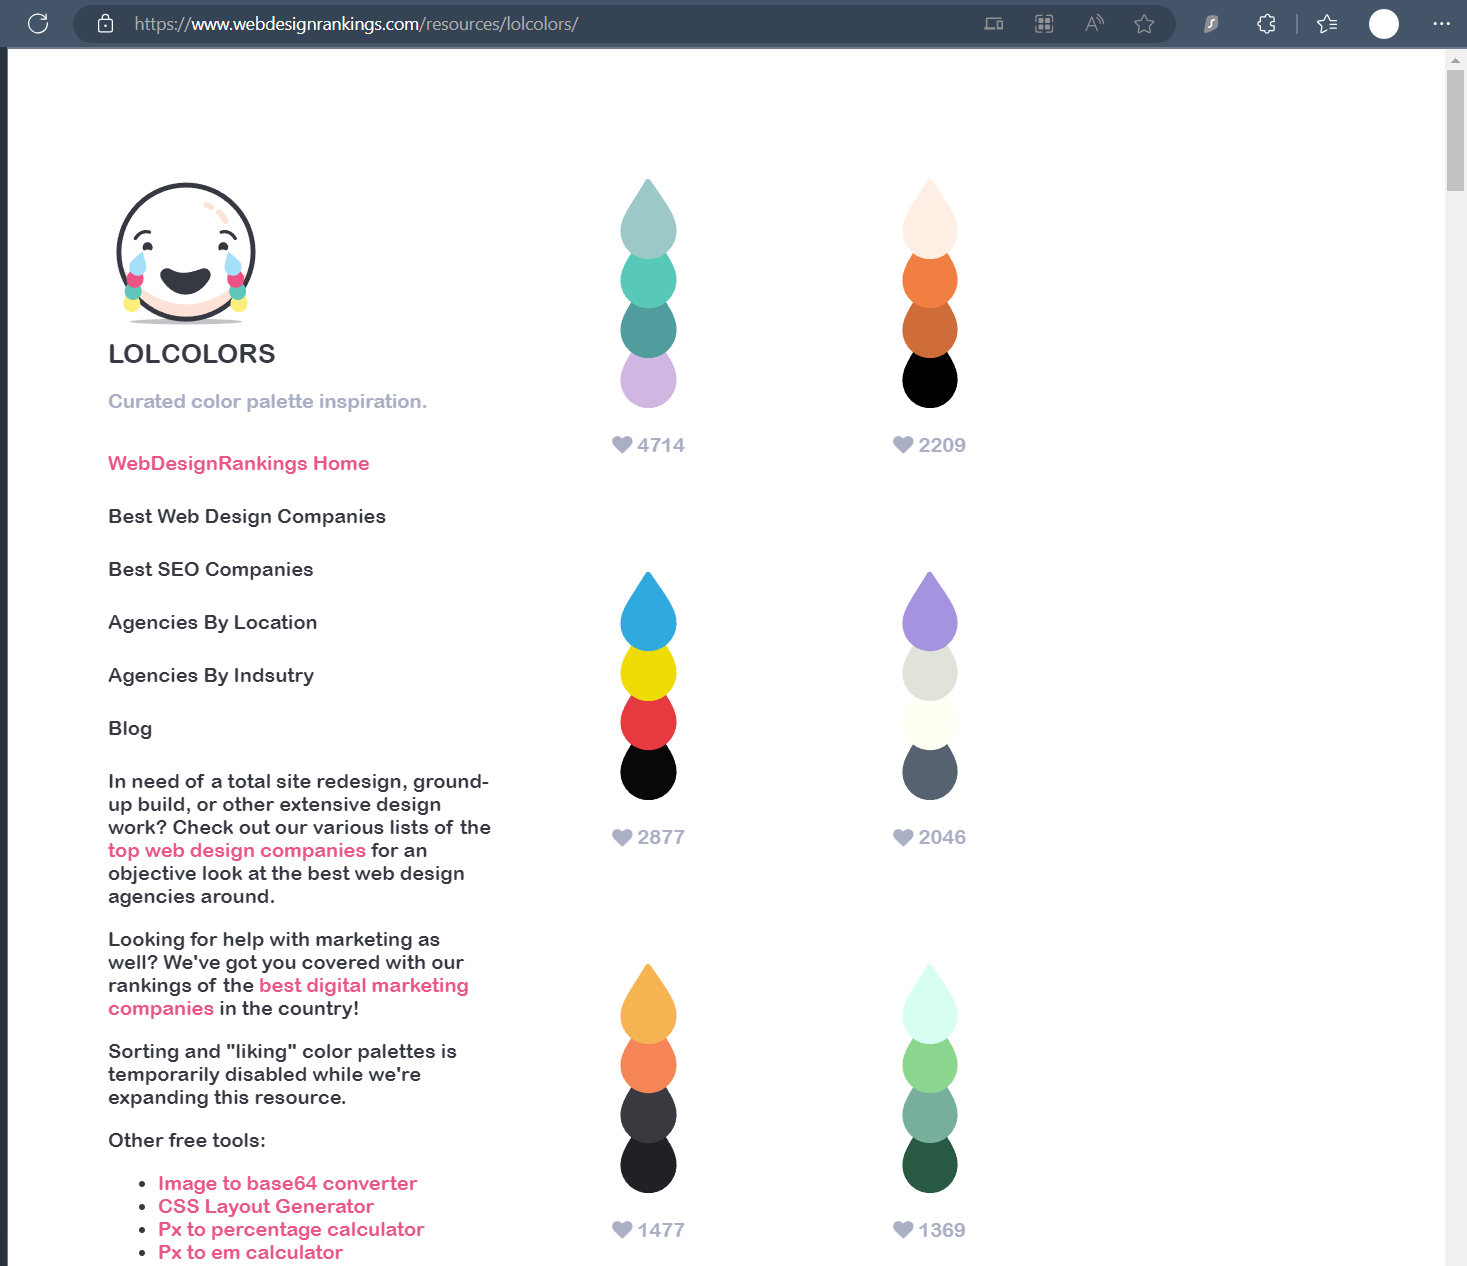 https://www.webdesignrankings.com/resources/lolcolors/
LOLCOLORS
Curated color palette inspiration.
WebDesignRankings Home
Best Web Design Companies
Best SEO Companies
Agencies By Location
Agencies By Indsutry
Blog
In need of a total site redesign, ground-
up build, or other extensive design
work? Check out our various lists of the
top web design companies for an
objective look at the best web design
agencies around.
Looking for help with marketing as
well? We've got you covered with our
rankings of the best digital marketing
companies in the country!
Sorting and "liking" color palettes is
temporarily disabled while we're
expanding this resource.
Other free tools:
• Image to base64 converter
• CSS Layout Generator
• Px to percentage calculator
• Px to em calculator
4714
2209
2877
2046
1477
1369